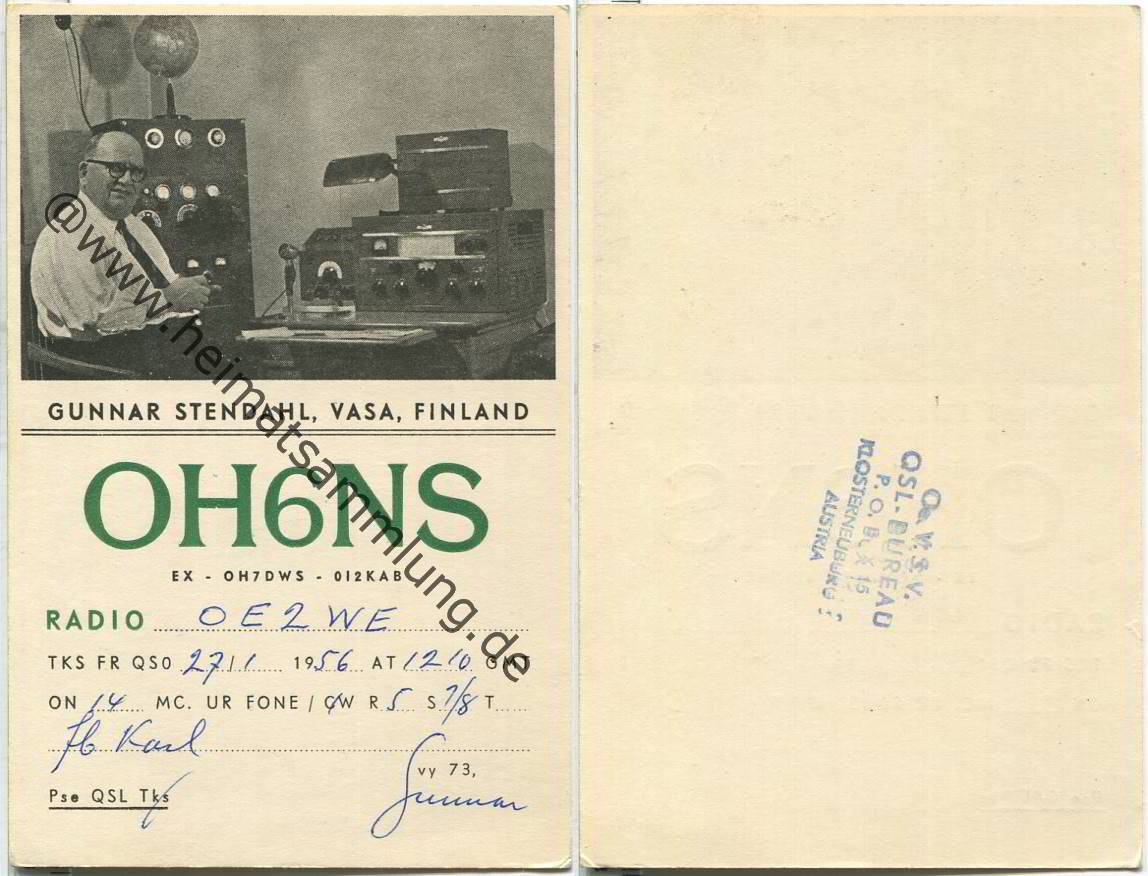 GUNNAR STENDAHL, VASA, FINLAND
OH6NS
EX - OH7DWS - OI2KAB
RADIO OE2WE
TKS FR QSO 27/1 1956 AT 1210 GMT
ON 14 MC. UR FONE / CW R 5 S 7/8 T
fb Karl
vy 73,
Pse QSL Tks
Gunnar
@www.heimatsammlung.de
Oe. V. S. V.
QSL-BUREAU
P. O. BOX 15
KLOSTERNEUBURG
AUSTRIA